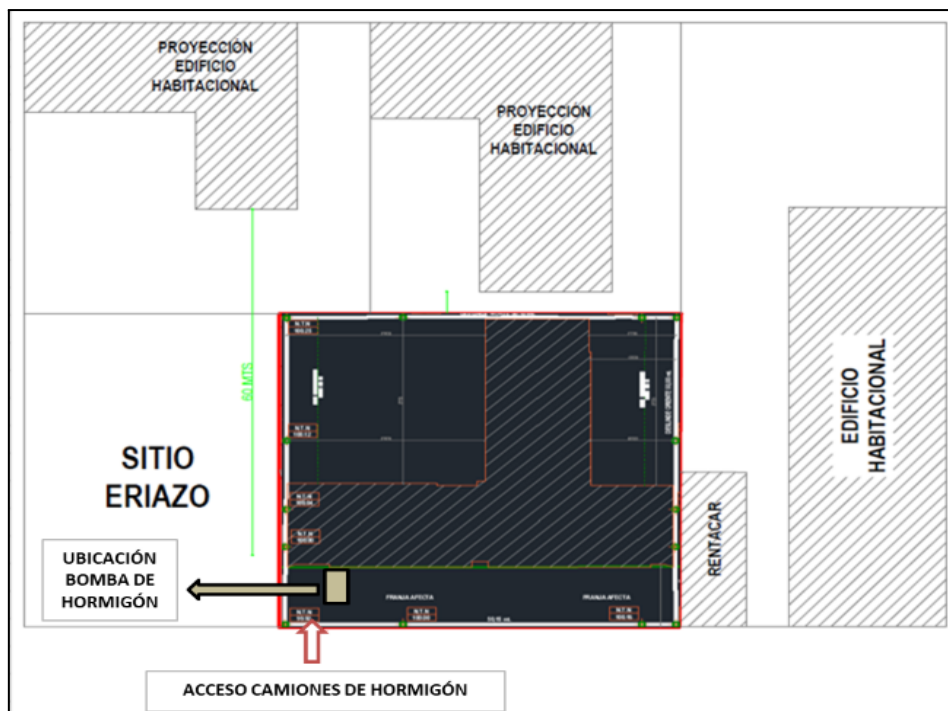 PROYECCIÓN
EDIFICIO
HABITACIONAL
PROYECCIÓN
EDIFICIO
HABITACIONAL
60 MTS
N.T.N
N.T.N
SITIO
ERIAZO
EDIFICIO
HABITACIONAL
RENTACAR
N.T.N
N.T.N
UBICACIÓN
BOMBA DE
HORMIGÓN
FRANJA AFECTA
FRANJA AFECTA
N.T.N
N.T.N
N.T.N
ACCESO CAMIONES DE HORMIGÓN